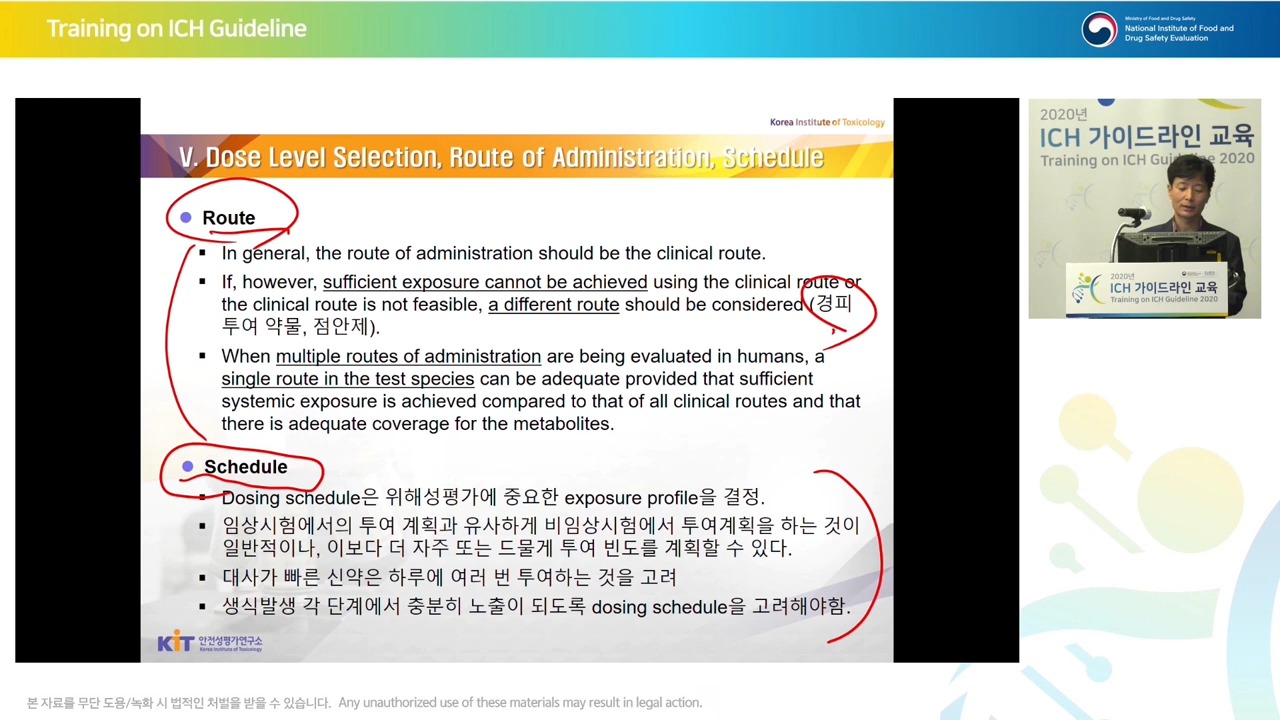 Training on ICH Guideline
Ministry of Food and Drug Safety
National Institute of Food and
Drug Safety Evaluation
Korea Institute of Toxicology
V. Dose Level Selection, Route of Administration, Schedule
Route
In general, the route of administration should be the clinical route.
If, however, sufficient exposure cannot be achieved using the clinical route or
the clinical route is not feasible, a different route should be considered (경피
투여 약물, 점안제).
When multiple routes of administration are being evaluated in humans, a
single route in the test species can be adequate provided that sufficient
systemic exposure is achieved compared to that of all clinical routes and that
there is adequate coverage for the metabolites.
Schedule
Dosing schedule은 위해성평가에 중요한 exposure profile을 결정.
임상시험에서의 투여 계획과 유사하게 비임상시험에서 투여계획을 하는 것이
일반적이나, 이보다 더 자주 또는 드물게 투여 빈도를 계획할 수 있다.
대사가 빠른 신약은 하루에 여러 번 투여하는 것을 고려
생식발생 각 단계에서 충분히 노출이 되도록 dosing schedule을 고려해야함.
KIT 안전성평가연구소
Korea Institute of Toxicology
2020년
ICH 가이드라인 교육
Training on ICH Guideline 2020
2020년
ICH 가이드라인 교육
Training on ICH Guideline 2020
본 자료를 무단 도용/녹화 시 법적인 처벌을 받을 수 있습니다. Any unauthorized use of these materials may result in legal action.